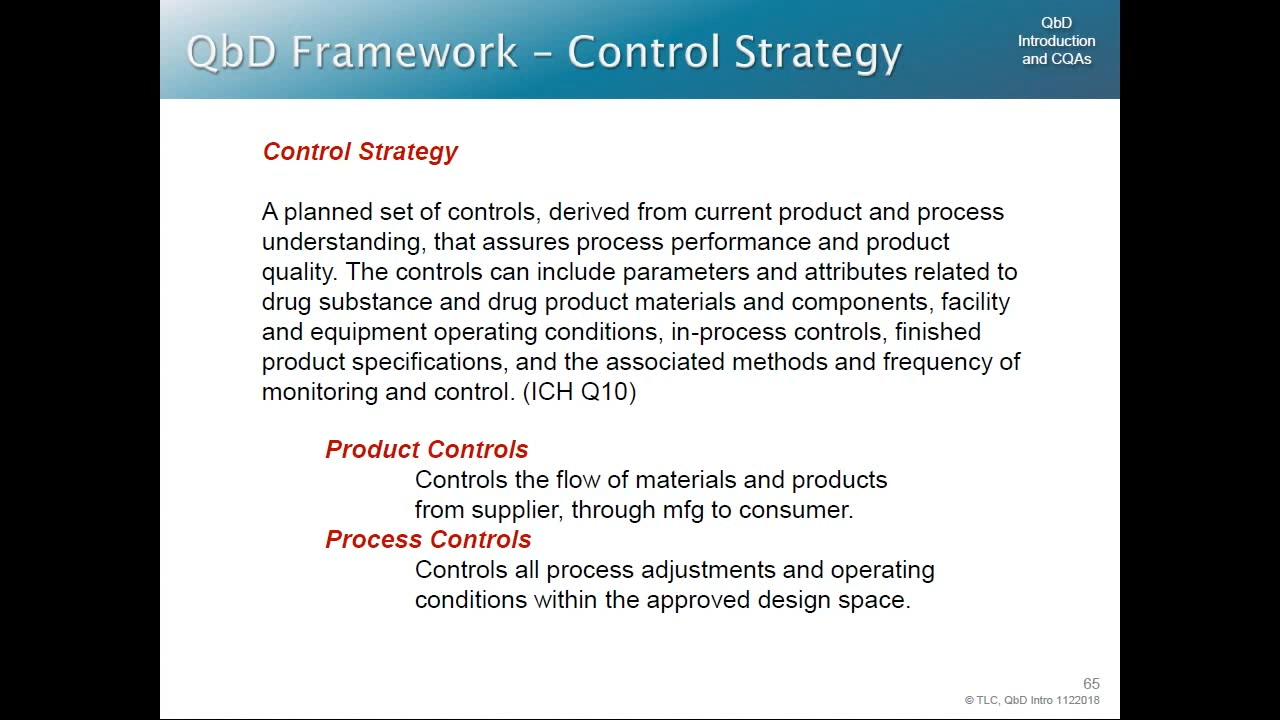 QbD Framework – Control Strategy
QbD
Introduction
and CQAs
Control Strategy
A planned set of controls, derived from current product and process
understanding, that assures process performance and product
quality. The controls can include parameters and attributes related to
drug substance and drug product materials and components, facility
and equipment operating conditions, in-process controls, finished
product specifications, and the associated methods and frequency of
monitoring and control. (ICH Q10)
Product Controls
Controls the flow of materials and products
from supplier, through mfg to consumer.
Process Controls
Controls all process adjustments and operating
conditions within the approved design space.
65
© TLC, QbD Intro 1122018